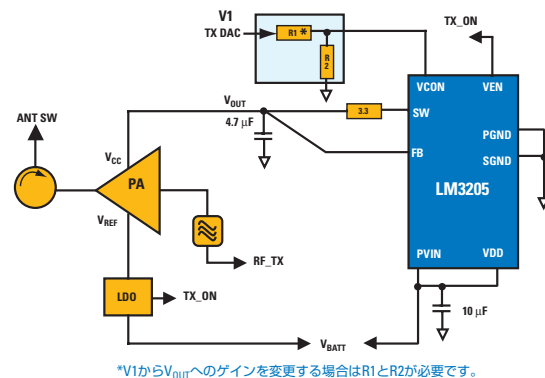 V1
TX DAC
R1 *
R
2
TX_ON
VCON
VEN
VOUT
3.3
SW
4.7 µF
PGND
ANT SW
FB
SGND
VCC
PA
LM3205
VREF
RF_TX
PVIN
VDD
LDO
TX_ON
10 µF
VBATT
*V1からVOUTへのゲインを変更する場合はR1とR2が必要です。